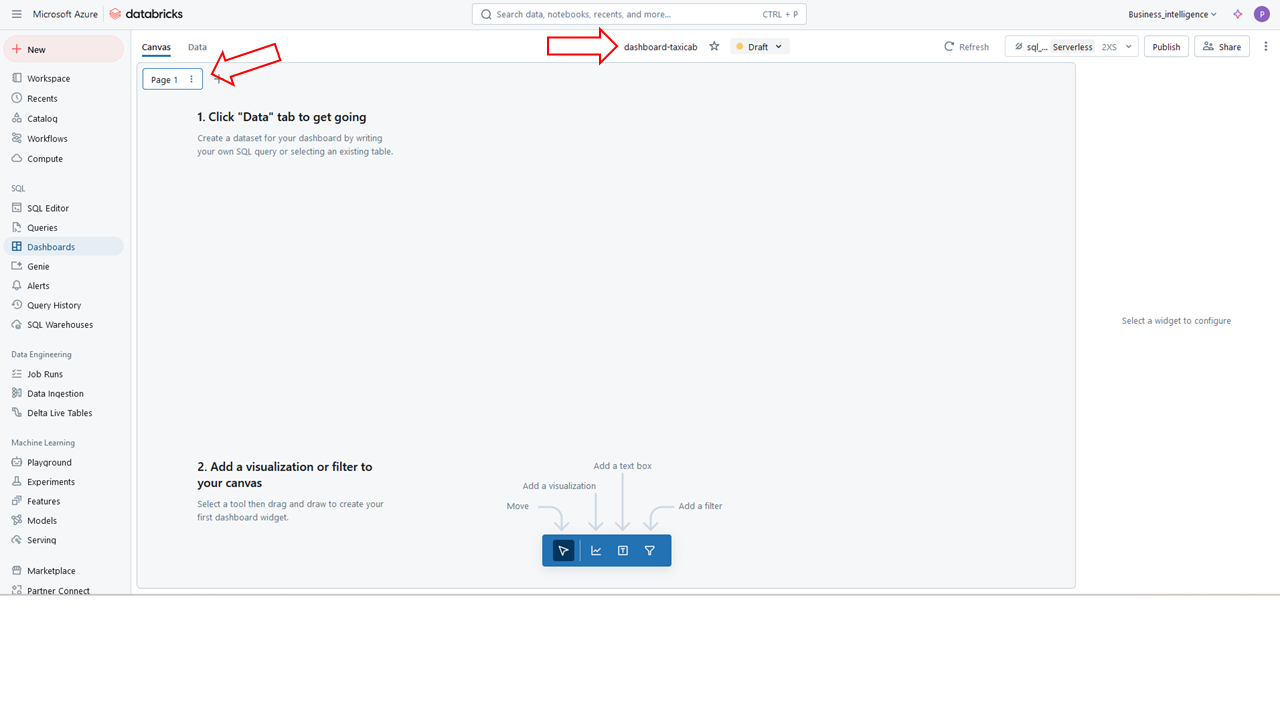 Microsoft Azure
databricks
Search data, notebooks, recents, and more...
CTRL + P
Business_intelligence
P
New
Workspace
Recents
Catalog
Workflows
Compute
SQL
SQL Editor
Queries
Dashboards
Genie
Alerts
Query History
SQL Warehouses
Data Engineering
Job Runs
Data Ingestion
Delta Live Tables
Machine Learning
Playground
Experiments
Features
Models
Serving
Marketplace
Partner Connect
Canvas
Data
dashboard-taxicab
Draft
Refresh
sql_... Serverless 2XS
Publish
Share
Page 1
1. Click "Data" tab to get going
Create a dataset for your dashboard by writing
your own SQL query or selecting an existing table.
Select a widget to configure
2. Add a visualization or filter to
your canvas
Select a tool then drag and draw to create your
first dashboard widget.
Add a text box
Add a visualization
Move
Add a filter
T